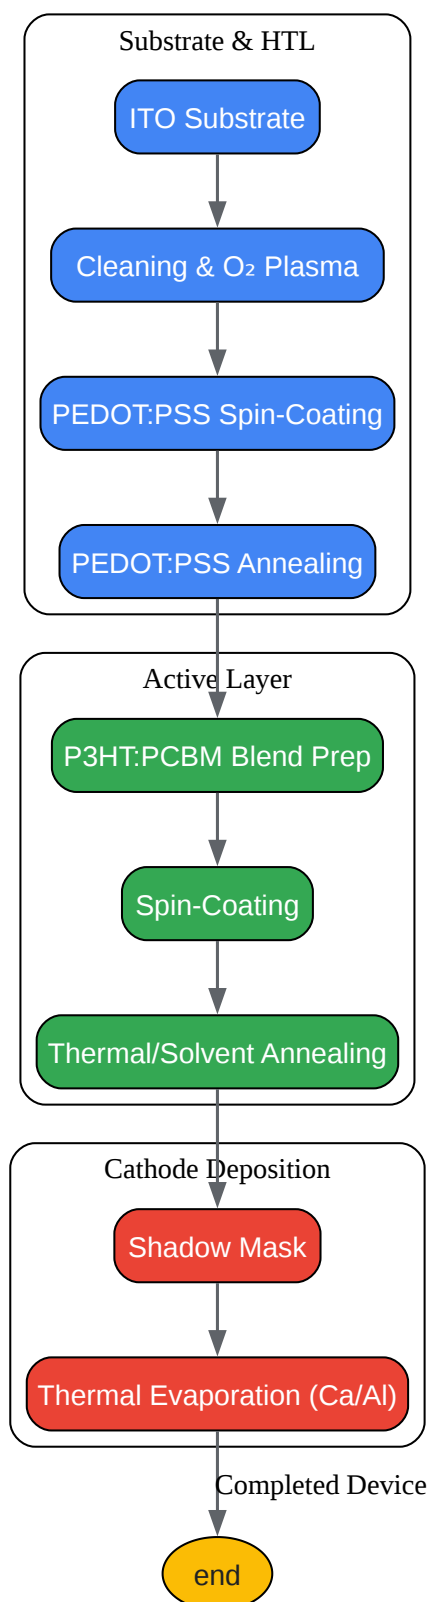 Substrate & HTL
ITO Substrate
Cleaning & O₂ Plasma
PEDOT:PSS Spin-Coating
PEDOT:PSS Annealing
Active Layer
P3HT:PCBM Blend Prep
Spin-Coating
Thermal/Solvent Annealing
Cathode Deposition
Shadow Mask
Thermal Evaporation (Ca/Al)
Completed Device
end